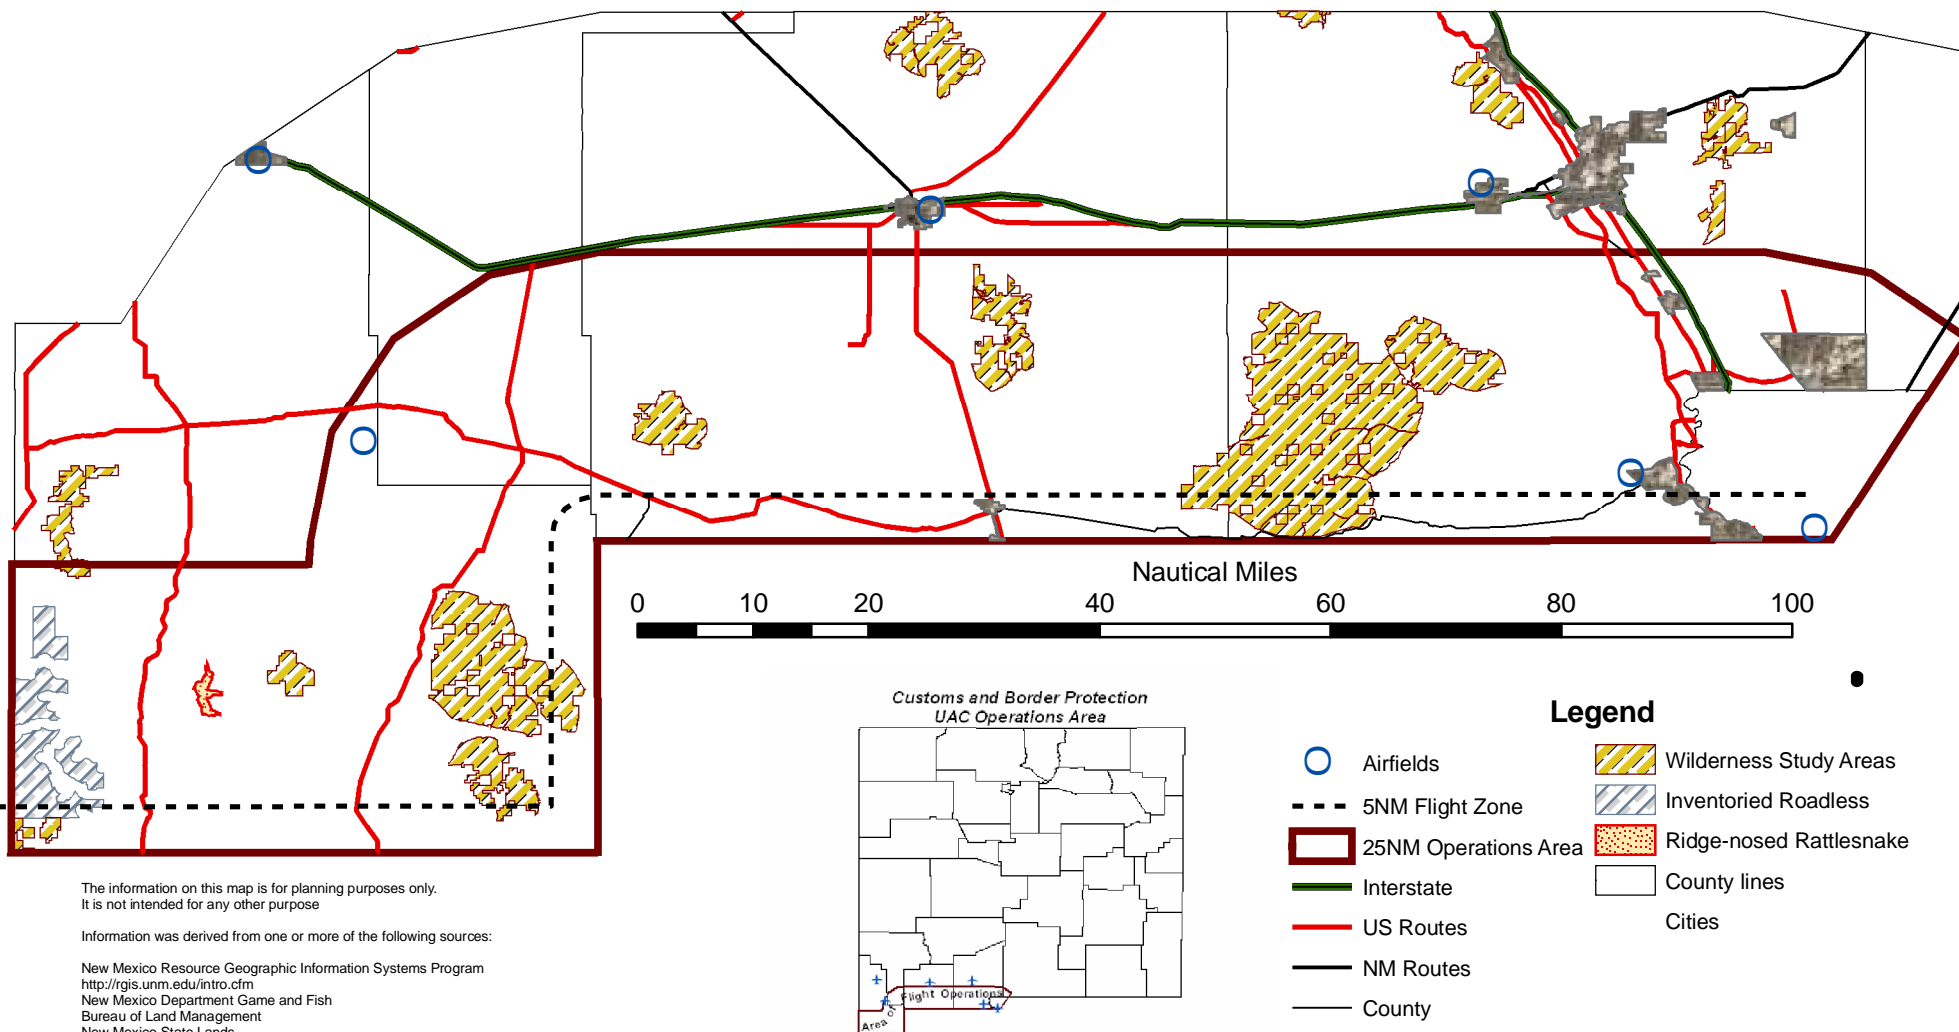 Nautical Miles
0 10 20 40 60 80 100
Customs and Border Protection
UAC Operations Area
Area of Flight Operations
Legend
Airfields
5NM Flight Zone
25NM Operations Area
Interstate
US Routes
NM Routes
County
Wilderness Study Areas
Inventoried Roadless
Ridge-nosed Rattlesnake
County lines
Cities
The information on this map is for planning purposes only.
It is not intended for any other purpose
Information was derived from one or more of the following sources:
New Mexico Resource Geographic Information Systems Program
http://rgis.unm.edu/intro.cfm
New Mexico Department Game and Fish
Bureau of Land Management
New Mexico State Lands